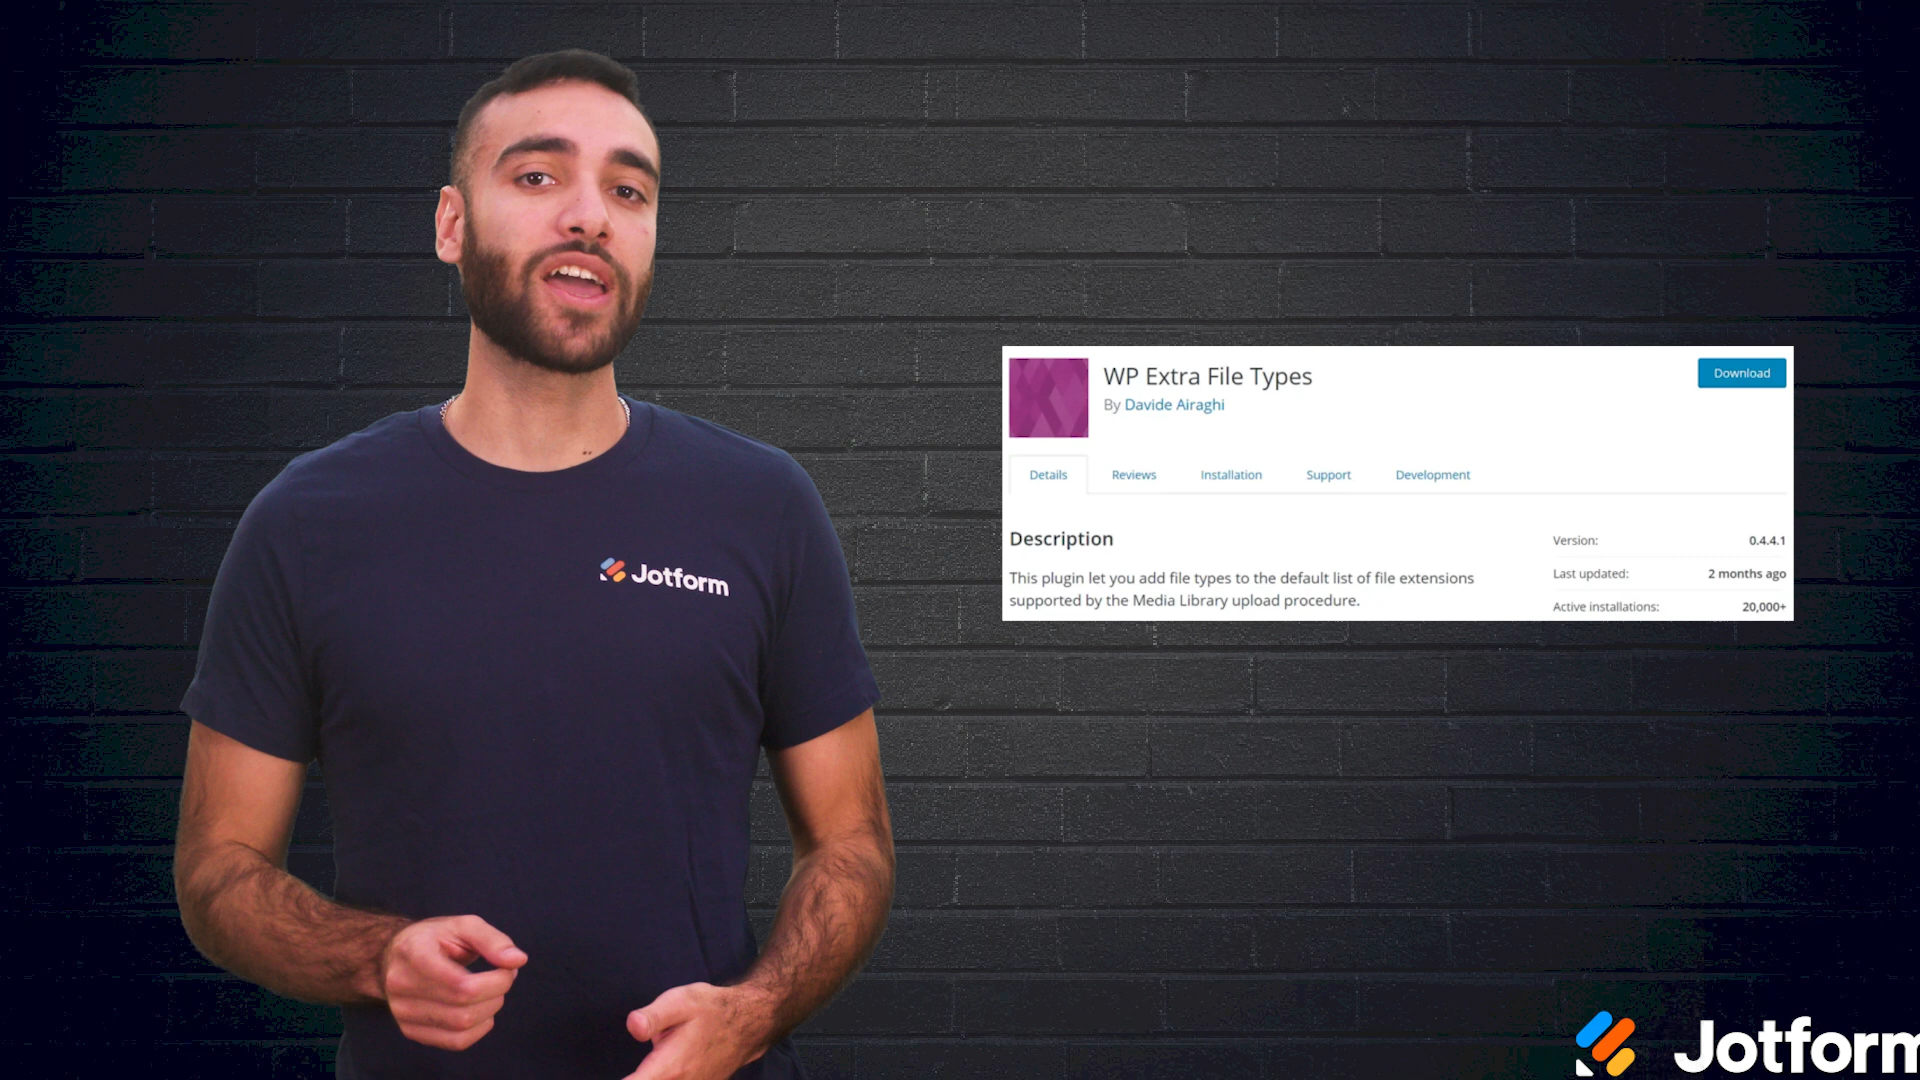 WP Extra File Types
Download
By Davide Airaghi
Details Reviews Installation Support Development
Description
This plugin let you add file types to the default list of file extensions
supported by the Media Library upload procedure.
Version: 0.4.4.1
Last updated: 2 months ago
Active installations: 20,000+
Jotform
Jotform